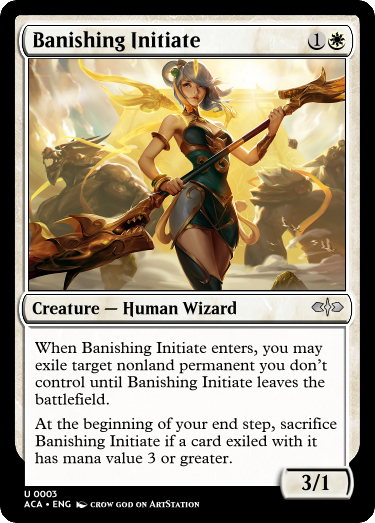 Banishing Initiate 1
Creature — Human Wizard
When Banishing Initiate enters, you may
exile target nonland permanent you don't
control until Banishing Initiate leaves the
battlefield.
At the beginning of your end step, sacrifice
Banishing Initiate if a card exiled with it
has mana value 3 or greater.
3/1
U 0003
ACA • ENG CROW GOD ON ARTSTATION